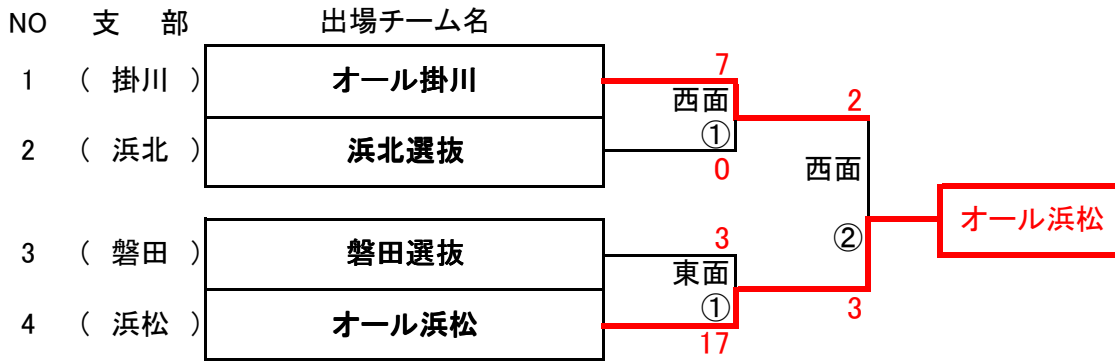 NO 支 部 出場チーム名
1 ( 掛川 ) オール掛川 7
西面 2
2 ( 浜北 ) 浜北選抜 ①
0 西面
オール浜松
3 ( 磐田 ) 磐田選抜 3 ②
東面
4 ( 浜松 ) オール浜松 ① 3
17